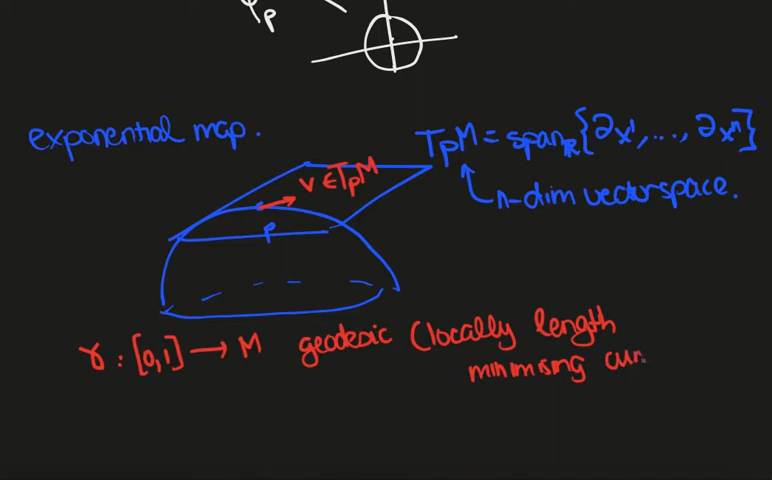 φp
exponential map.
TpM = spanℝ{∂x¹, ..., ∂xⁿ}
v ∈ TpM
n-dim vectorspace.
p
γ : [0,1] → M geodesic (locally length
minimising cur